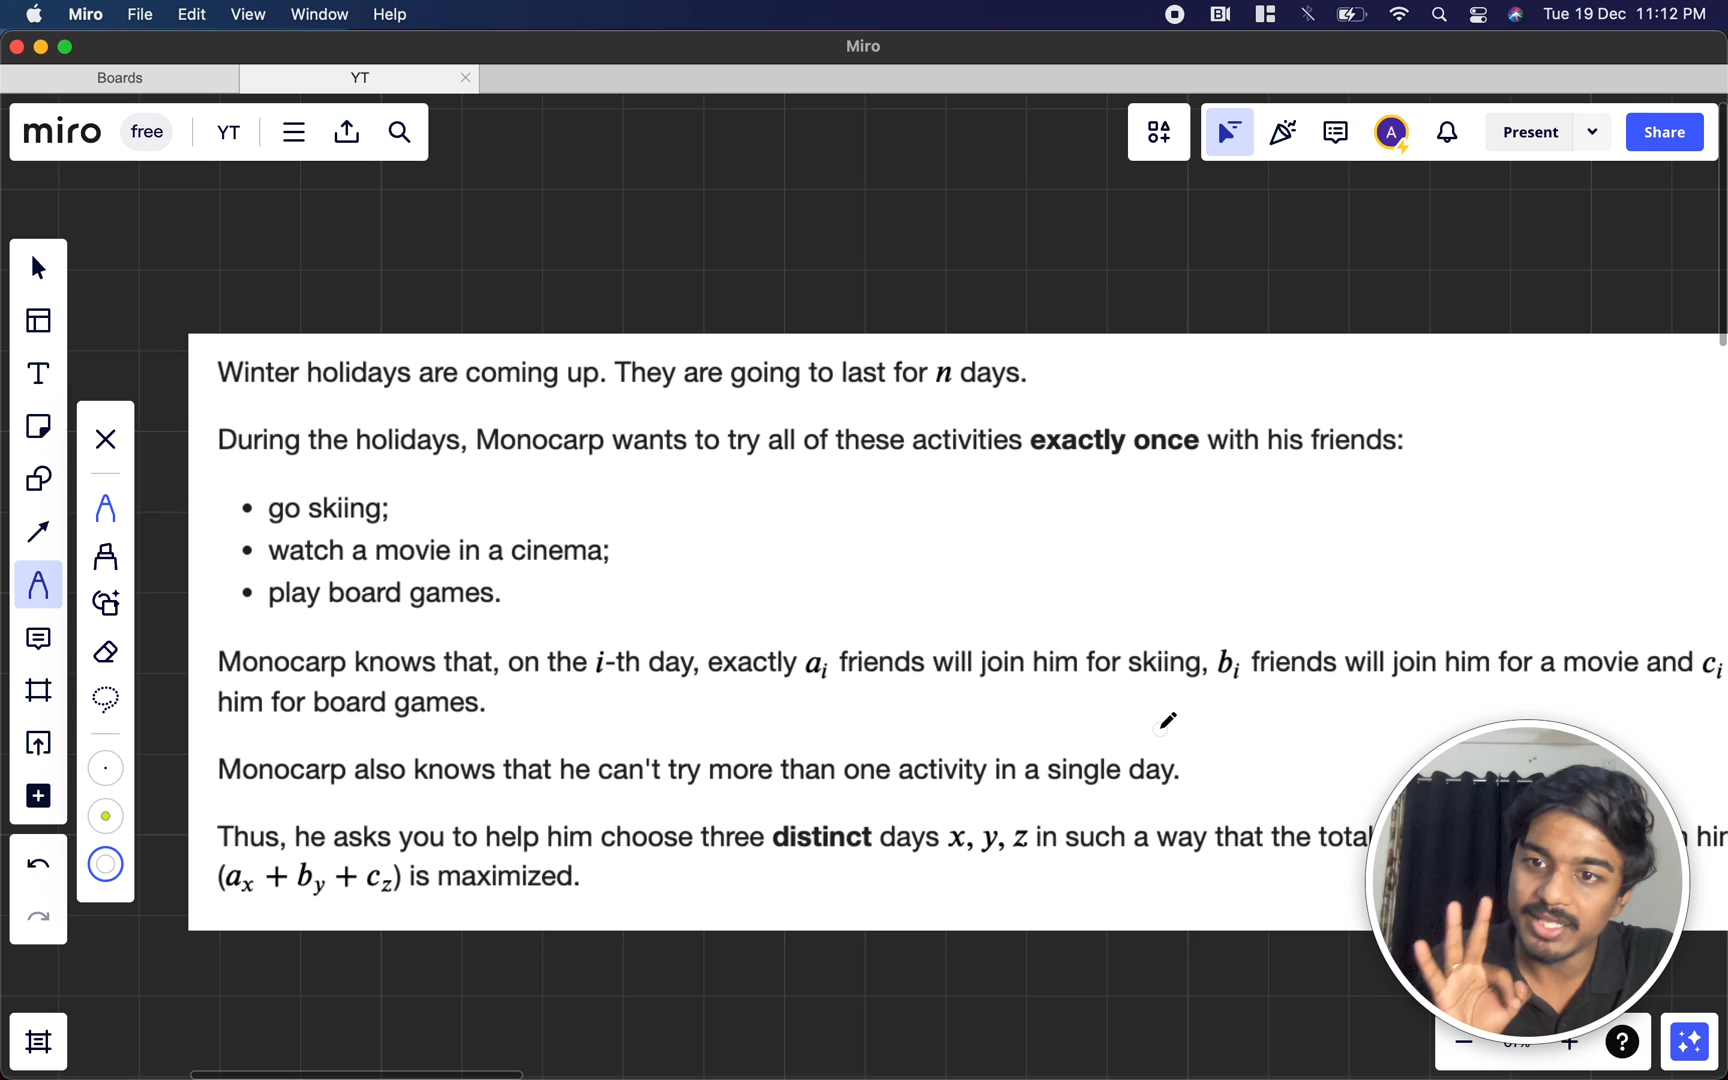 Miro File Edit View Window Help Tue 19 Dec 11:12 PM
Miro
Boards YT
miro free YT Present Share
A
Winter holidays are coming up. They are going to last for n days.
During the holidays, Monocarp wants to try all of these activities exactly once with his friends:
• go skiing;
• watch a movie in a cinema;
• play board games.
Monocarp knows that, on the i-th day, exactly aᵢ friends will join him for skiing, bᵢ friends will join him for a movie and cᵢ
him for board games.
Monocarp also knows that he can't try more than one activity in a single day.
Thus, he asks you to help him choose three distinct days x, y, z in such a way that the total
(aₓ + b_y + c_z) is maximized.